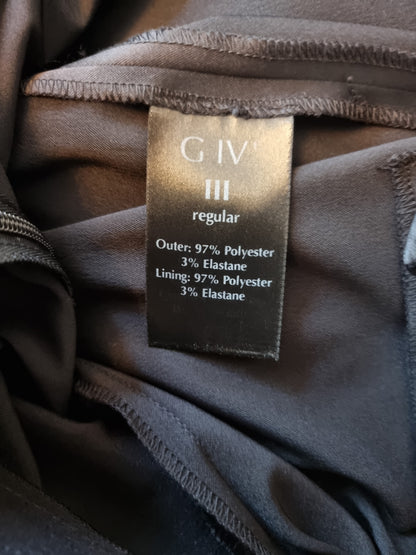 G IV'
III
regular
Outer: 97% Polyester
3% Elastane
Lining: 97% Polyester
3% Elastane